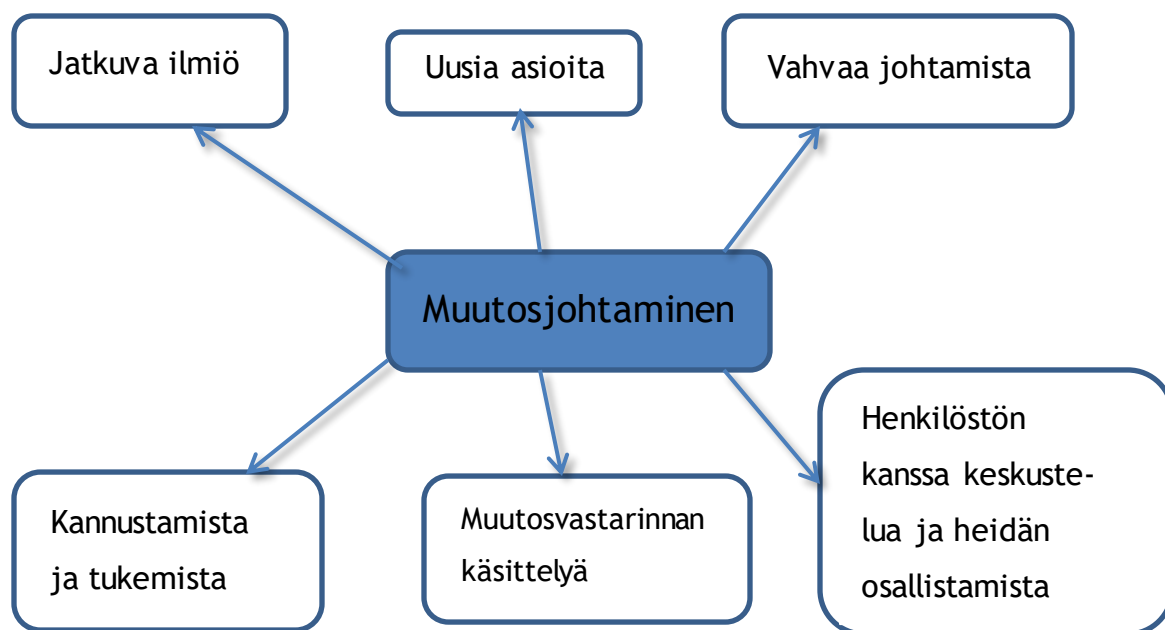 Jatkuva ilmiö
Uusia asioita
Vahvaa johtamista
Muutosjohtaminen
Kannustamista
ja tukemista
Muutosvastarinnan
käsittelyä
Henkilöstön
kanssa keskuste-
lua ja heidän
osallistamista